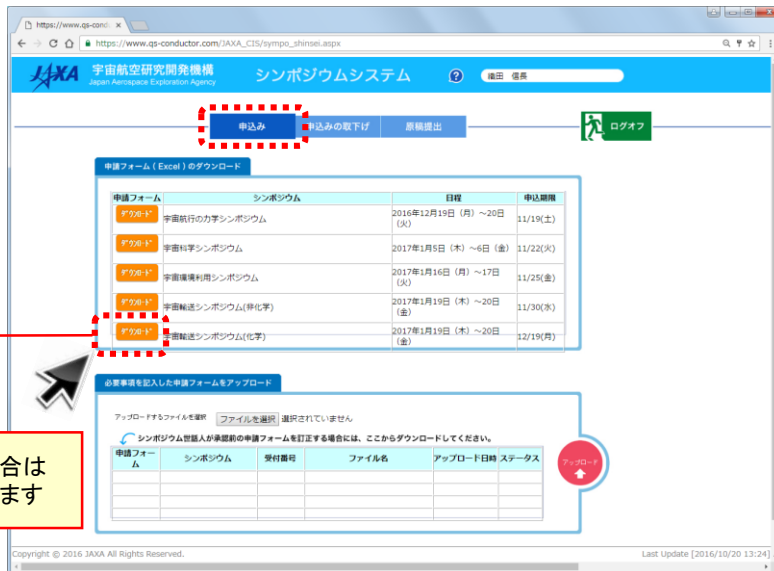 https://www.qs-cond
https://www.qs-conductor.com/JAXA_CIS/sympo_shinsei.aspx
JAXA 宇宙航空研究開発機構
Japan Aerospace Exploration Agency
シンポジウムシステム
?
織田 信長
申込み
申込みの取下げ
原稿提出
ログオフ
申請フォーム(Excel)のダウンロード
申請フォーム シンポジウム 日程 申込期限
ダウンロード 宇宙航行の力学シンポジウム 2016年12月19日(月)~20日 11/19(土)
(火)
ダウンロード 宇宙科学シンポジウム 2017年1月5日(木)~6日(金) 11/22(火)
ダウンロード 宇宙環境利用シンポジウム 2017年1月16日(月)~17日 11/25(金)
(火)
ダウンロード 宇宙輸送シンポジウム(非化学) 2017年1月19日(木)~20日 11/30(水)
(金)
ダウンロード 宇宙輸送シンポジウム(化学) 2017年1月19日(木)~20日 12/19(月)
(金)
必要事項を記入した申請フォームをアップロード
アップロードするファイルを選択 ファイルを選択 選択されていません
シンポジウム世話人が承認前の申請フォームを訂正する場合には、ここからダウンロードしてください。
申請フォー シンポジウム 受付番号 ファイル名 アップロード日時 ステータス
ム
アップロード
合は
ます
Copyright © 2016 JAXA All Rights Reserved.
Last Update [2016/10/20 13:24]